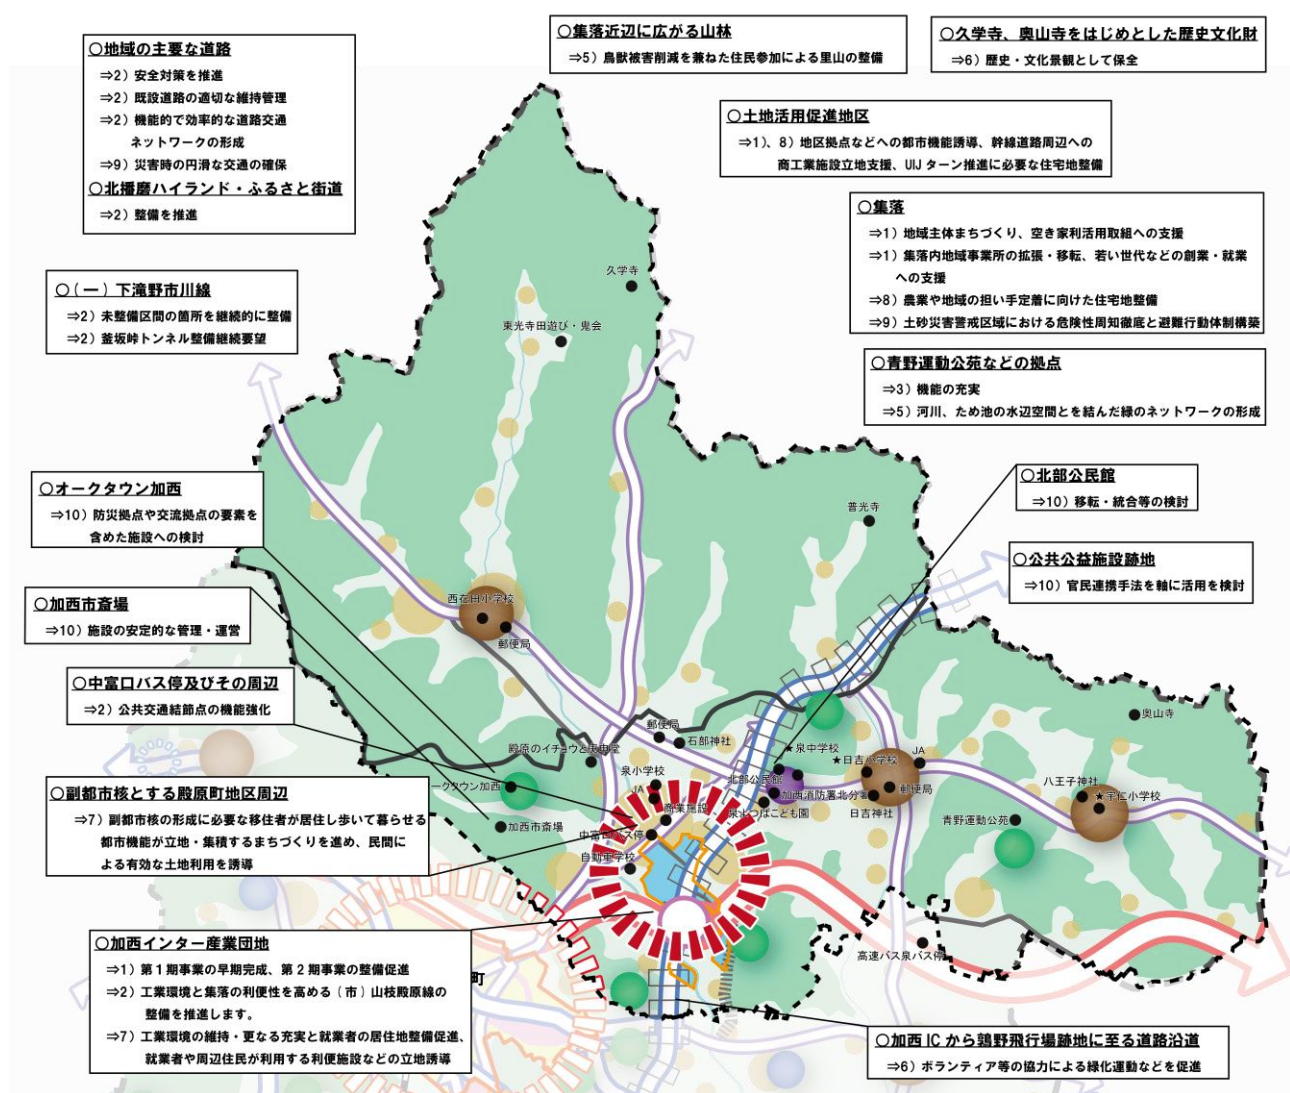 ○地域の主要な道路
⇒2）安全対策を推進
⇒2）既設道路の適切な維持管理
⇒2）機能的で効率的な道路交通
ネットワークの形成
⇒9）災害時の円滑な交通の確保
○北播磨ハイランド・ふるさと街道
⇒2）整備を推進
○集落近辺に広がる山林
⇒5）鳥獣被害削減を兼ねた住民参加による里山の整備
○久学寺、奥山寺をはじめとした歴史文化財
⇒6）歴史・文化景観として保全
○土地活用促進地区
⇒1）、8）地区拠点などへの都市機能誘導、幹線道路周辺への
商工業施設立地支援、UIJターン推進に必要な住宅地整備
○集落
⇒1）地域主体まちづくり、空き家利活用取組への支援
⇒1）集落内地域事業所の拡張・移転、若い世代などの創業・就業
への支援
⇒8）農業や地域の担い手定着に向けた住宅地整備
⇒9）土砂災害警戒区域における危険性周知徹底と避難行動体制構築
○(一)下滝野市川線
⇒2）未整備区間の箇所を継続的に整備
⇒2）釜坂峠トンネル整備継続要望
○青野運動公苑などの拠点
⇒3）機能の充実
⇒5）河川、ため池の水辺空間とを結んだ緑のネットワークの形成
○オークタウン加西
⇒10）防災拠点や交流拠点の要素を
含めた施設への検討
○北部公民館
⇒10）移転・統合等の検討
○公共公益施設跡地
⇒10）官民連携手法を軸に活用を検討
○加西市斎場
⇒10）施設の安定的な管理・運営
○中富口バス停及びその周辺
⇒2）公共交通結節点の機能強化
○副都市核とする殿原町地区周辺
⇒7）副都市核の形成に必要な移住者が居住し歩いて暮らせる
都市機能が立地・集積するまちづくりを進め、民間に
よる有効な土地利用を誘導
○加西インター産業団地
⇒1）第1期事業の早期完成、第2期事業の整備促進
⇒2）工業環境と集落の利便性を高める(市)山枝殿原線の
整備を推進します。
⇒7）工業環境の維持・更なる充実と就業者の居住地整備促進、
就業者や周辺住民が利用する利便施設などの立地誘導
○加西ICから鶉野飛行場跡地に至る道路沿道
⇒6）ボランティア等の協力による緑化運動などを促進
久学寺
東光寺田遊び・鬼会
普光寺
西在田小学校
郵便局
奥山寺
郵便局
石部神社
殿原のイチョウと
泉中学校
JA
★日吉小学校
泉小学校
北部公民館
八王子神社
ークタウン加西
JA
加西消防署北分署
郵便局
★宇仁小学校
商業施設
泉よつばこども園
日吉神社
青野運動公苑
加西市斎場
中富口バス停
自動車学校
高速バス泉バス停
町